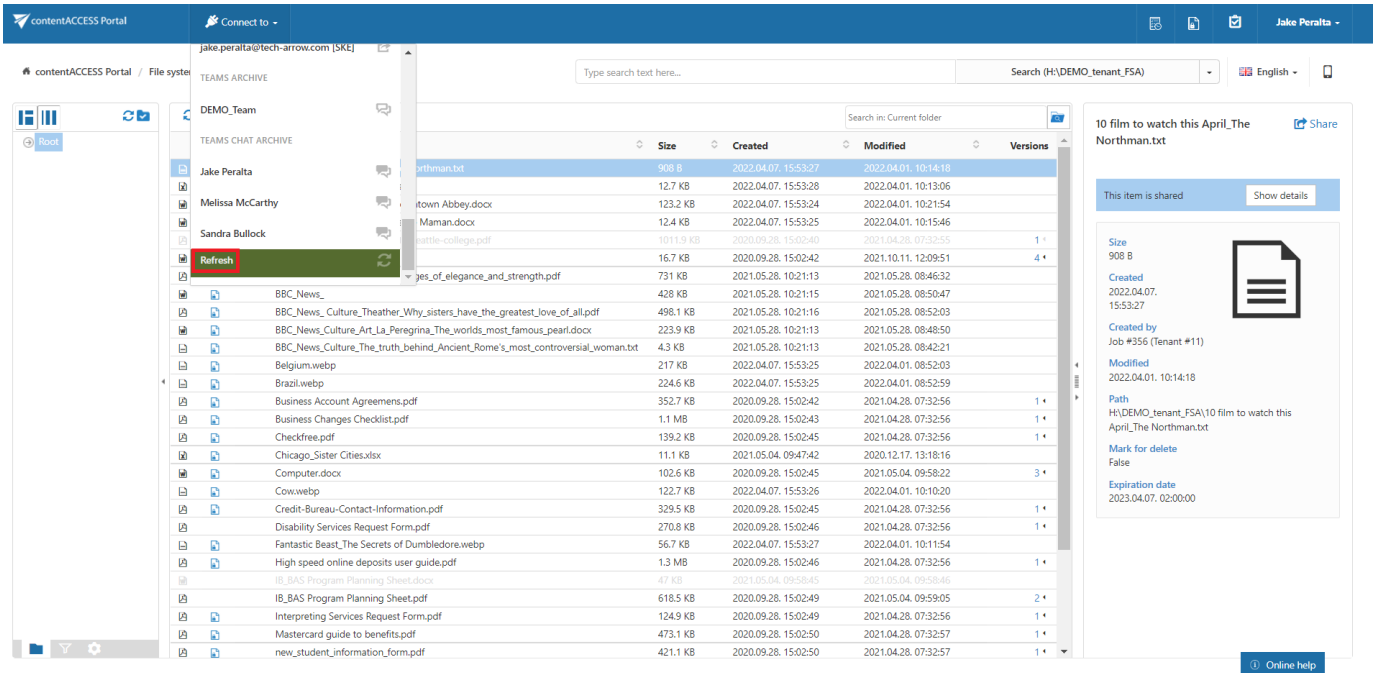 contentACCESS Portal
Connect to
Jake Peralta
jake.peralta@tech-arrow.com [SKE]
TEAMS ARCHIVE
DEMO_Team
TEAMS CHAT ARCHIVE
Jake Peralta
Melissa McCarthy
Sandra Bullock
Refresh
contentACCESS Portal / File syste
Type search text here...
Search (H:\DEMO_tenant_FSA)
English
Root
Search in: Current folder
Size Created Modified Versions
orthman.txt 908 B 2022.04.07. 15:53:27 2022.04.01. 10:14:18
12.7 KB 2022.04.07. 15:53:28 2022.04.01. 10:13:06
town Abbey.docx 123.2 KB 2022.04.07. 15:53:24 2022.04.01. 10:21:54
Maman.docx 12.4 KB 2022.04.07. 15:53:25 2022.04.01. 10:15:46
eattle-college.pdf 1011.9 KB 2020.09.28. 15:02:40 2021.04.28. 07:32:55 1
16.7 KB 2020.09.28. 15:02:42 2021.10.11. 12:09:51 4
ges_of_elegance_and_strength.pdf 731 KB 2021.05.28. 10:21:13 2021.05.28. 08:46:32
BBC_News_ 428 KB 2021.05.28. 10:21:15 2021.05.28. 08:50:47
BBC_News_ Culture_Theather_Why_sisters_have_the_greatest_love_of_all.pdf 498.1 KB 2021.05.28. 10:21:16 2021.05.28. 08:52:03
BBC_News_Culture_Art_La_Peregrina_The_worlds_most_famous_pearl.docx 223.9 KB 2021.05.28. 10:21:13 2021.05.28. 08:48:50
BBC_News_Culture_The_truth_behind_Ancient_Rome's_most_controversial_woman.txt 4.3 KB 2021.05.28. 10:21:13 2021.05.28. 08:42:21
Belgium.webp 217 KB 2022.04.07. 15:53:25 2022.04.01. 08:52:03
Brazil.webp 224.6 KB 2022.04.07. 15:53:25 2022.04.01. 08:52:59
Business Account Agreemens.pdf 352.7 KB 2020.09.28. 15:02:42 2021.04.28. 07:32:56 1
Business Changes Checklist.pdf 1.1 MB 2020.09.28. 15:02:43 2021.04.28. 07:32:56 1
Checkfree.pdf 139.2 KB 2020.09.28. 15:02:45 2021.04.28. 07:32:56 1
Chicago_Sister Cities.xlsx 11.1 KB 2021.05.04. 09:47:42 2020.12.17. 13:18:16
Computer.docx 102.6 KB 2020.09.28. 15:02:45 2021.05.04. 09:58:22 3
Cow.webp 122.7 KB 2022.04.07. 15:53:26 2022.04.01. 10:10:20
Credit-Bureau-Contact-Information.pdf 329.5 KB 2020.09.28. 15:02:45 2021.04.28. 07:32:56 1
Disability Services Request Form.pdf 270.8 KB 2020.09.28. 15:02:46 2021.04.28. 07:32:56 1
Fantastic Beast_The Secrets of Dumbledore.webp 56.7 KB 2022.04.07. 15:53:27 2022.04.01. 10:11:54
High speed online deposits user guide.pdf 1.3 MB 2020.09.28. 15:02:46 2021.04.28. 07:32:56 1
IB_BAS Program Planning Sheet.docx 47 KB 2021.05.04. 09:58:45 2021.05.04. 09:58:46
IB_BAS Program Planning Sheet.pdf 618.5 KB 2020.09.28. 15:02:49 2021.05.04. 09:59:05 2
Interpreting Services Request Form.pdf 124.9 KB 2020.09.28. 15:02:49 2021.04.28. 07:32:56 1
Mastercard guide to benefits.pdf 473.1 KB 2020.09.28. 15:02:50 2021.04.28. 07:32:57 1
new_student_information_form.pdf 421.1 KB 2020.09.28. 15:02:50 2021.04.28. 07:32:57 1
10 film to watch this April_The
Northman.txt
Share
This item is shared
Show details
Size
908 B
Created
2022.04.07.
15:53:27
Created by
Job #356 (Tenant #11)
Modified
2022.04.01. 10:14:18
Path
H:\DEMO_tenant_FSA\10 film to watch this
April_The Northman.txt
Mark for delete
False
Expiration date
2023.04.07. 02:00:00
Online help